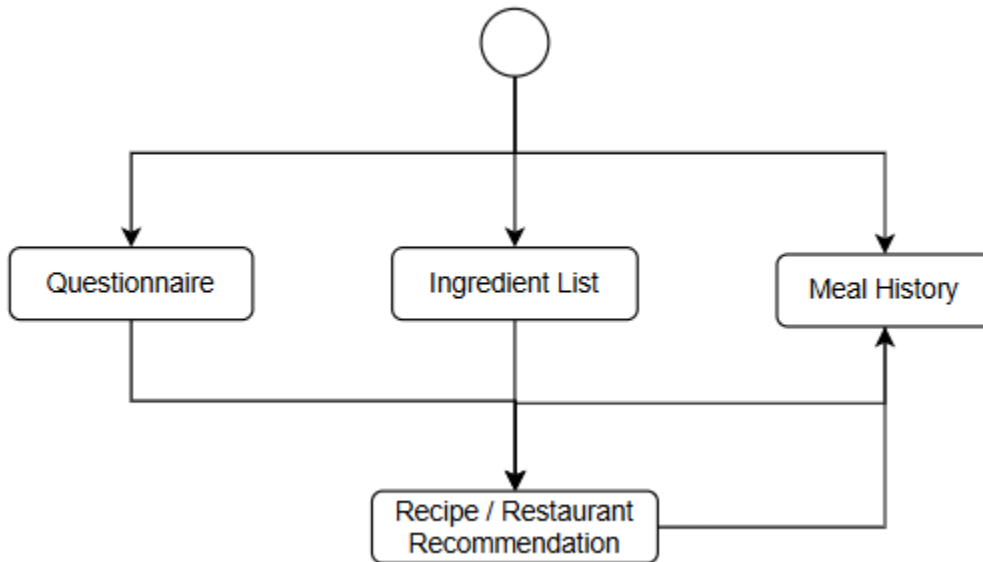 Questionnaire
Ingredient List
Meal History
Recipe / Restaurant
Recommendation